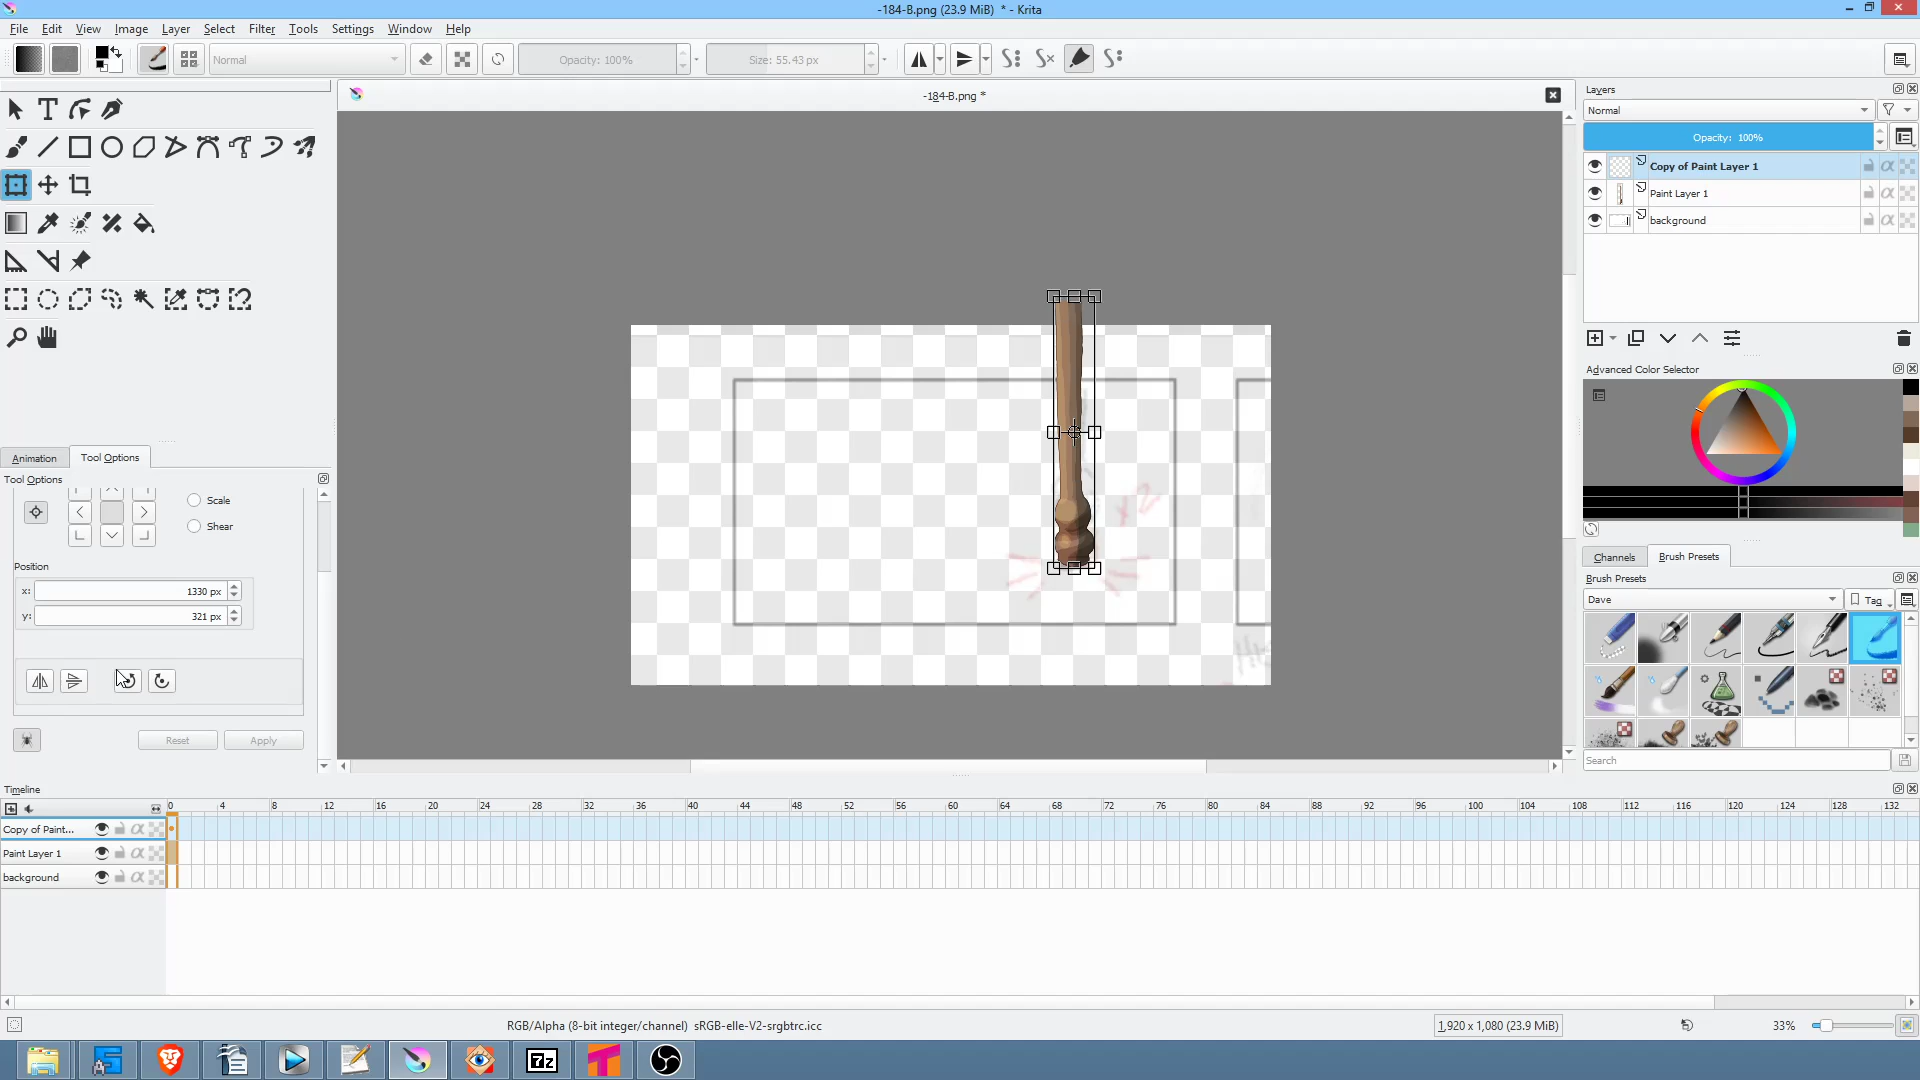 -184-B.png (23.9 MiB) * - Krita
File Edit View Image Layer Select Filter Tools Settings Window Help
Normal Opacity: 100% Size: 55.43 px
-184-B.png *
Layers
Normal
Opacity: 100%
Copy of Paint Layer 1
Paint Layer 1
background
Advanced Color Selector
Animation Tool Options
Tool Options
Scale
Shear
Position
x: 1330 px
y: 321 px
Reset Apply
x2
Channels Brush Presets
Brush Presets
Dave Tag
Search
Timeline
0 4 8 12 16 20 24 28 32 36 40 44 48 52 56 60 64 68 72 76 80 84 88 92 96 100 104 108 112 116 120 124 128 132
Copy of Paint...
Paint Layer 1
background
RGB/Alpha (8-bit integer/channel) sRGB-elle-V2-srgbtrc.icc 1,920 x 1,080 (23.9 MiB) 33%
7z